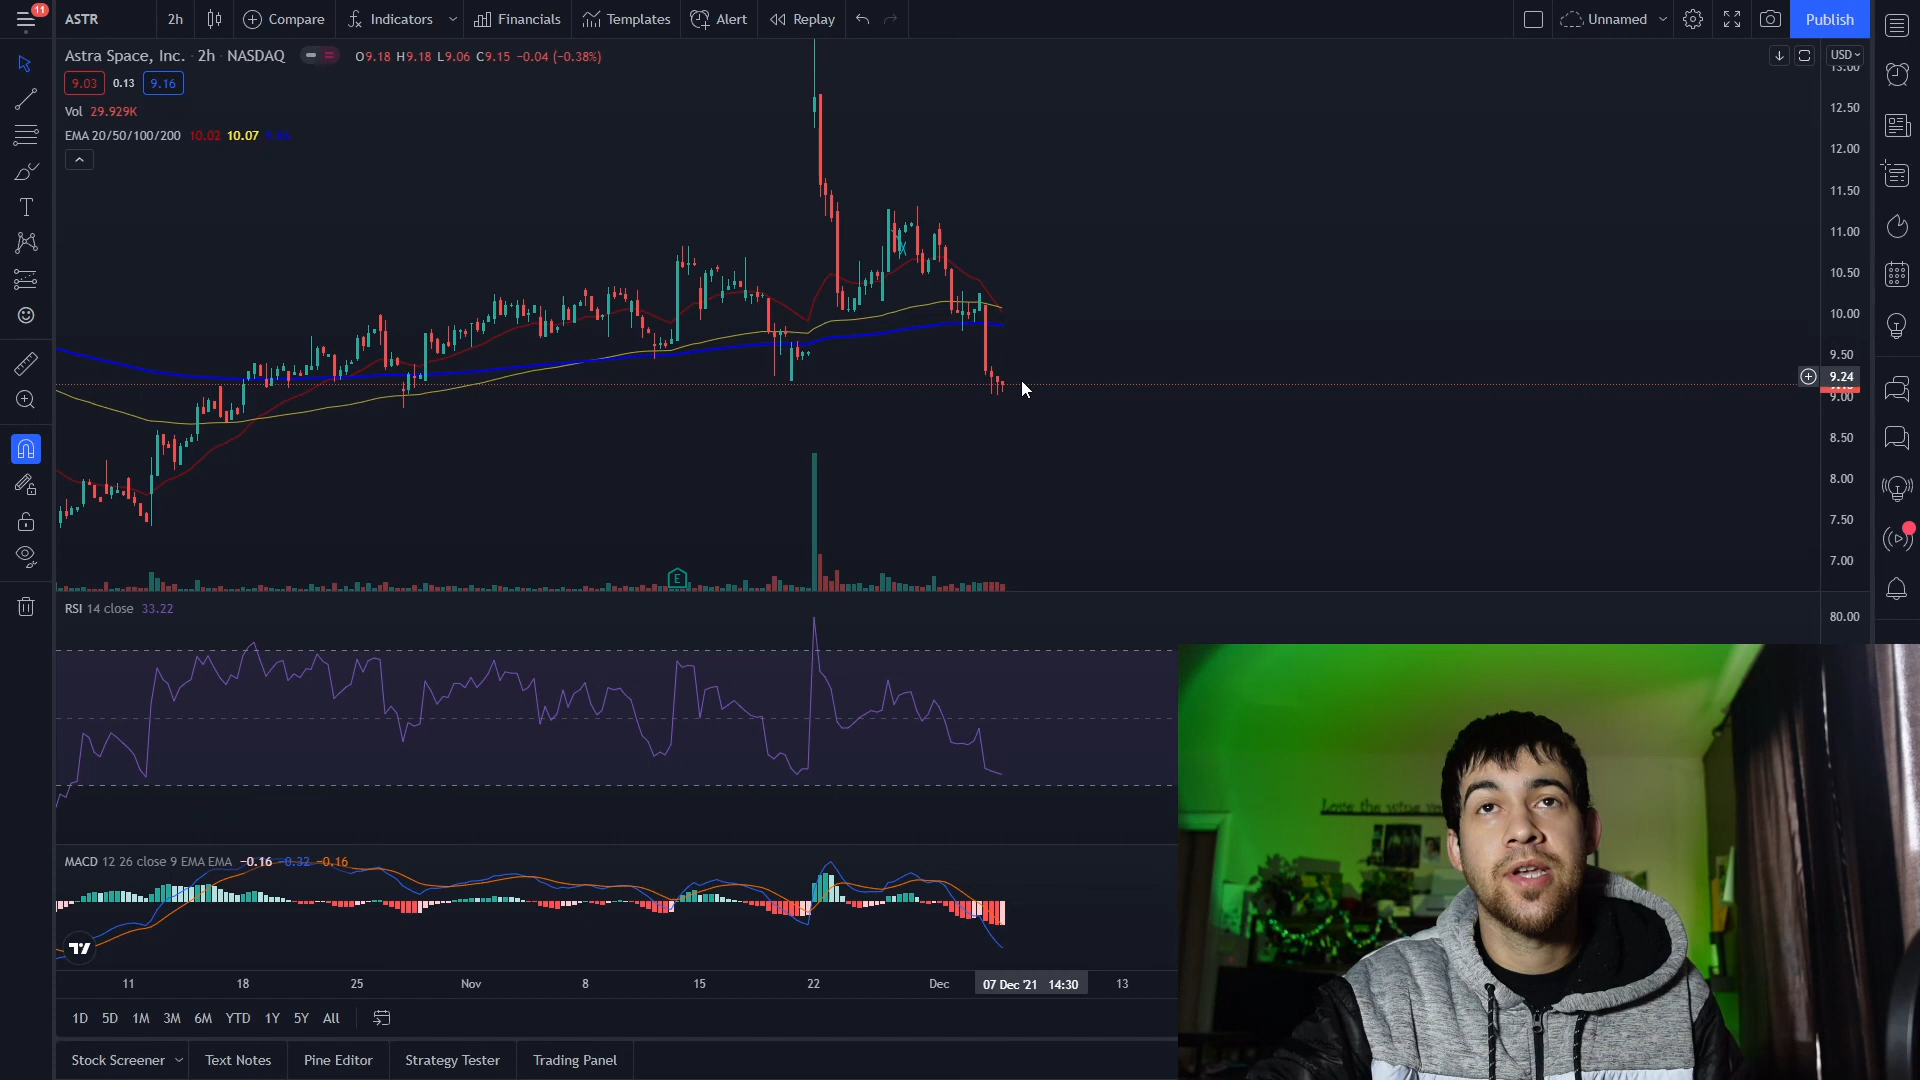 11
ASTR
2h
Compare
Indicators
Financials
Templates
Alert
Replay
Unnamed
Publish
Astra Space, Inc. · 2h · NASDAQ
O9.18 H9.18 L9.06 C9.15 −0.04 (−0.38%)
USD
9.03
0.13
9.16
Vol 29.929K
EMA 20/50/100/200 10.02 10.07
13.00
12.50
12.00
11.50
11.00
10.50
10.00
9.50
9.24
9.00
8.50
8.00
7.50
7.00
E
RSI 14 close 33.22
80.00
MACD 12 26 close 9 EMA EMA −0.16 −0.32 −0.16
11
18
25
Nov
8
15
22
Dec
07 Dec '21 14:30
13
1D
5D
1M
3M
6M
YTD
1Y
5Y
All
Stock Screener
Text Notes
Pine Editor
Strategy Tester
Trading Panel